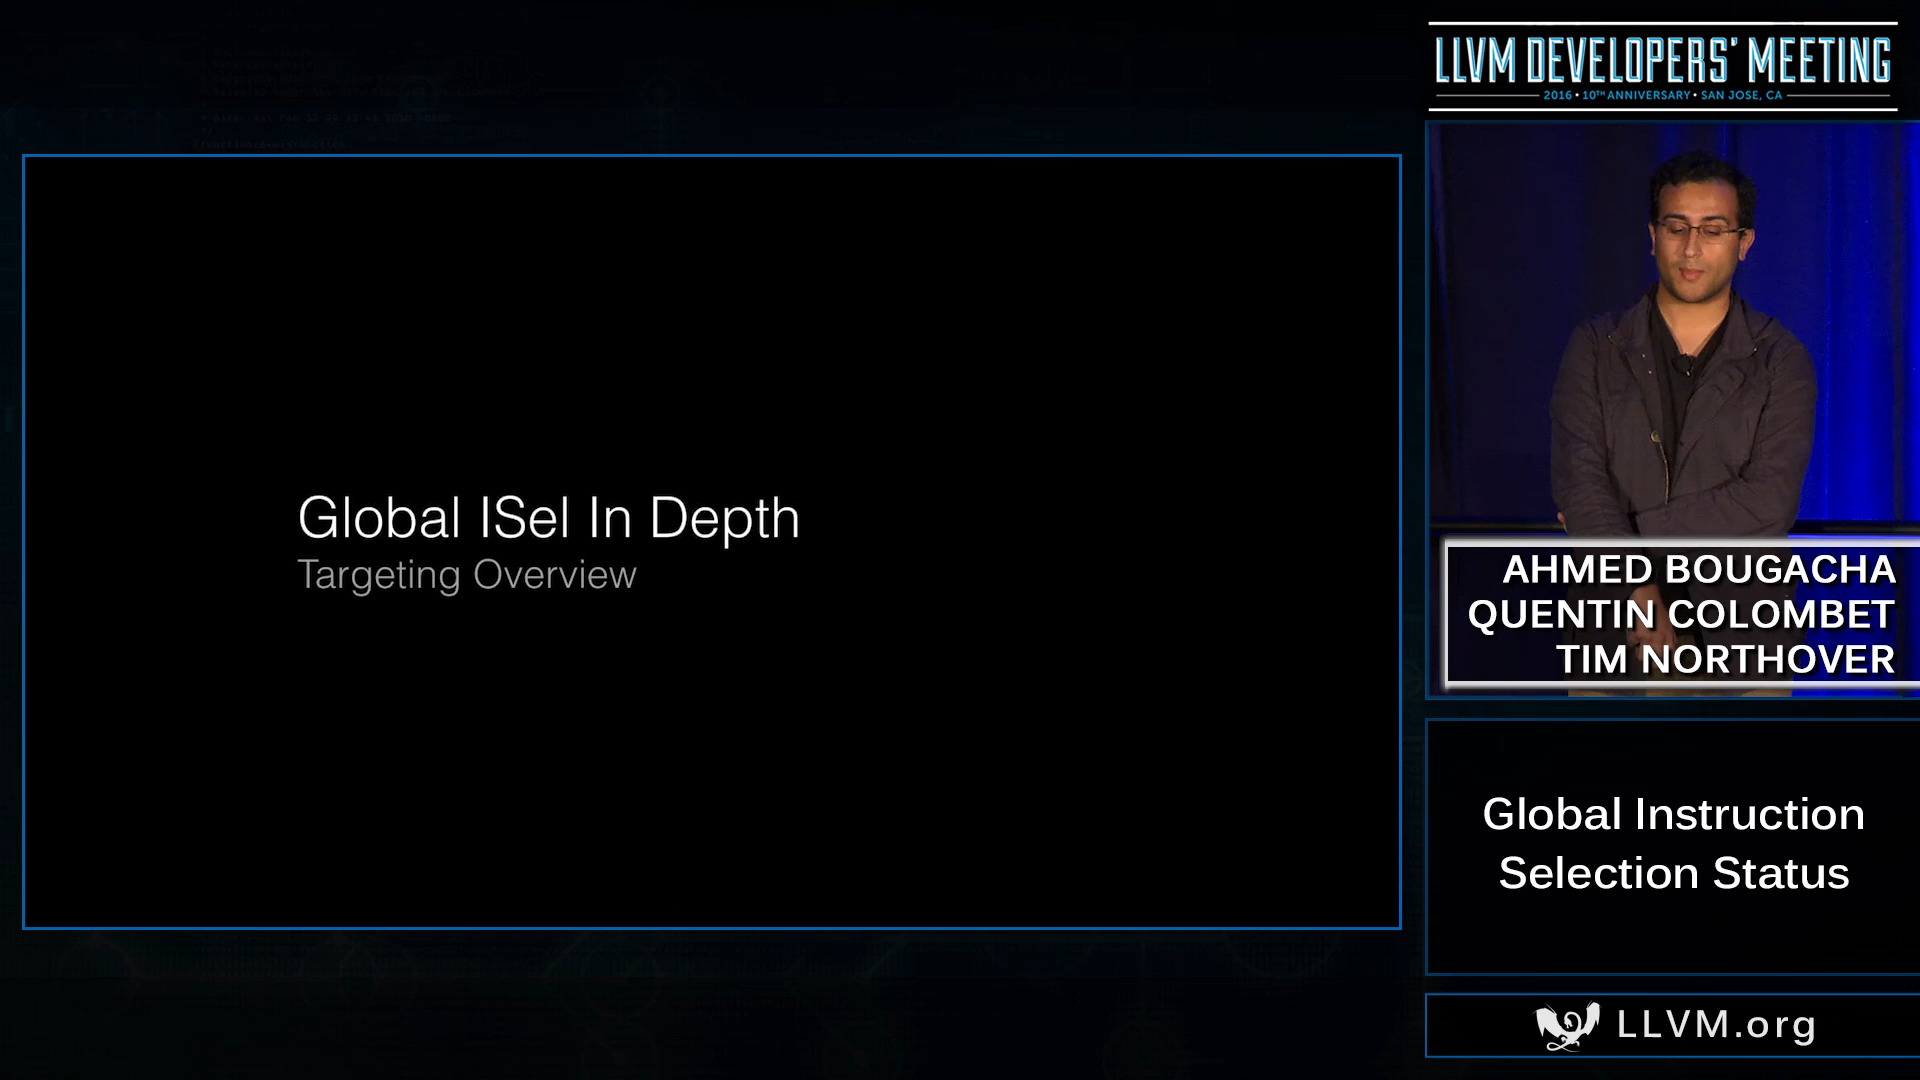 LLVM DEVELOPERS' MEETING
2016 • 10TH ANNIVERSARY • SAN JOSE, CA
Global ISel In Depth
Targeting Overview
AHMED BOUGACHA
QUENTIN COLOMBET
TIM NORTHOVER
Global Instruction
Selection Status
LLVM.org